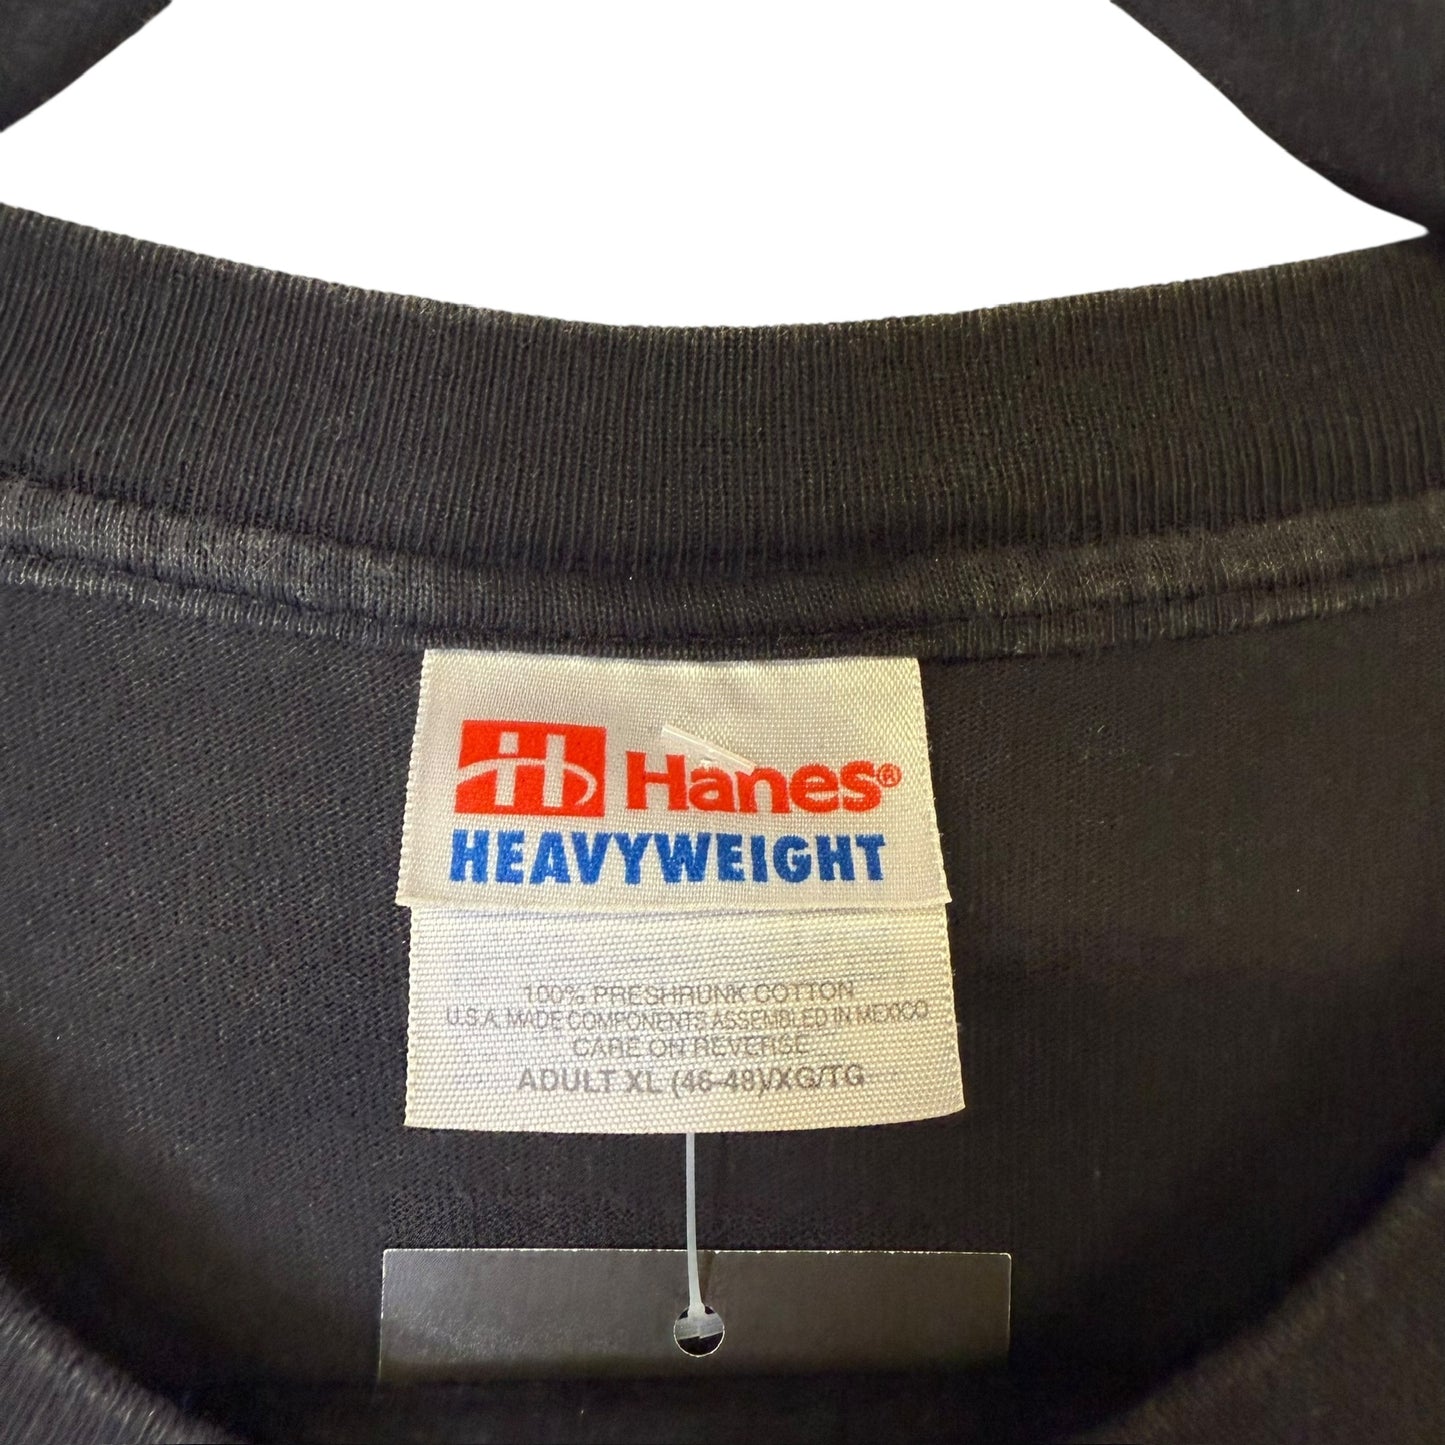 H Hanes®
HEAVYWEIGHT
100% PRESHRUNK COTTON
U.S.A. MADE COMPONENTS ASSEMBLED IN MEXICO
CARE ON REVERSE
ADULT XL (46-48)/XG/TG